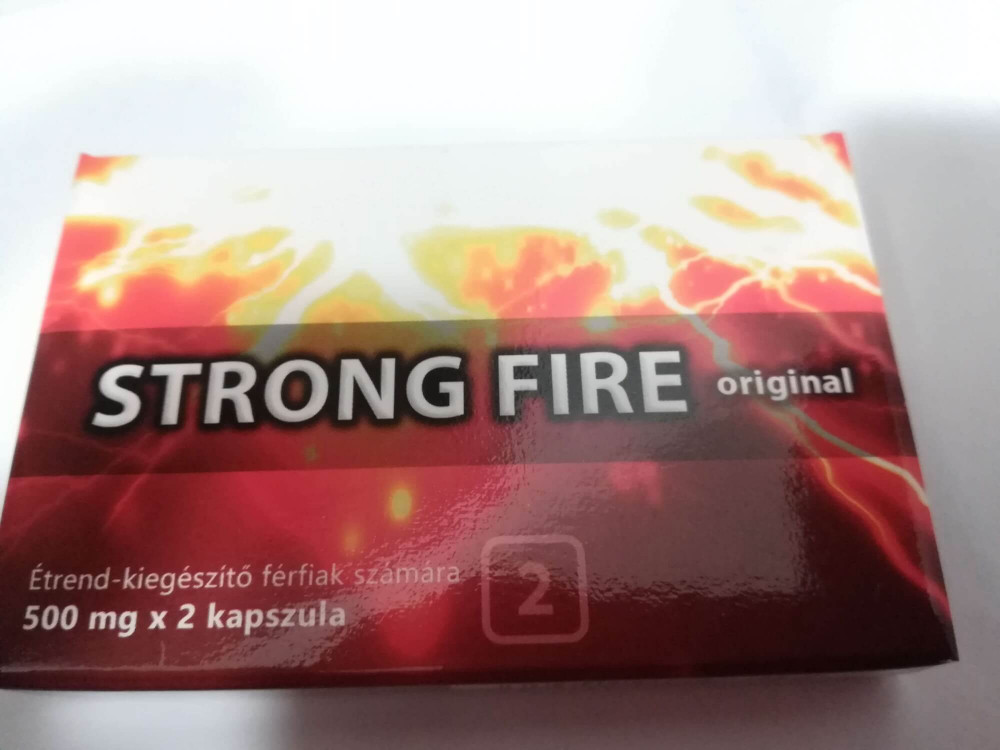 STRONG FIRE original
Étrend-kiegészítő férfiak számára
500 mg x 2 kapszula
2